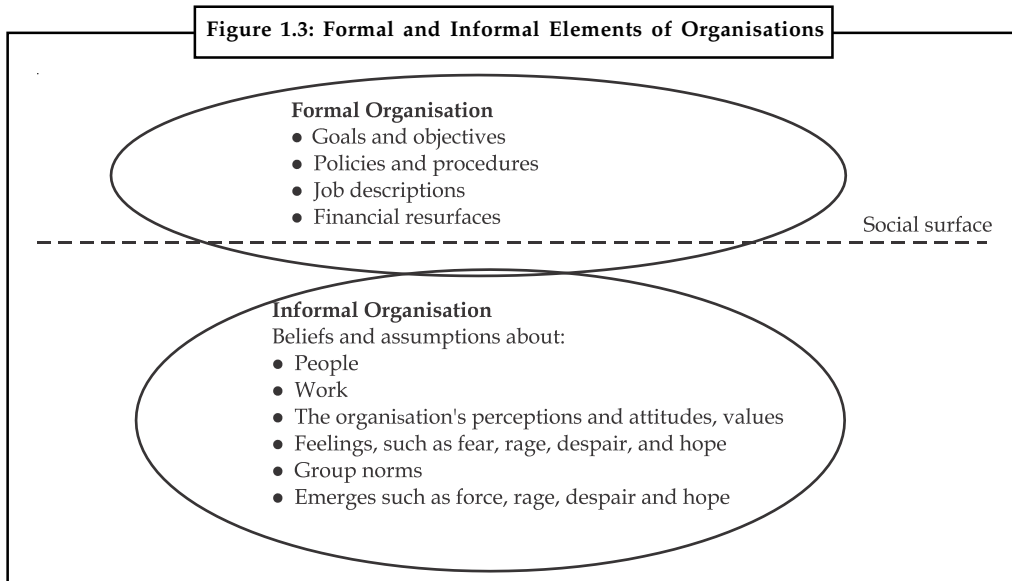 Figure 1.3: Formal and Informal Elements of Organisations
Formal Organisation
● Goals and objectives
● Policies and procedures
● Job descriptions
● Financial resurfaces
Social surface
Informal Organisation
Beliefs and assumptions about:
● People
● Work
● The organisation's perceptions and attitudes, values
● Feelings, such as fear, rage, despair, and hope
● Group norms
● Emerges such as force, rage, despair and hope